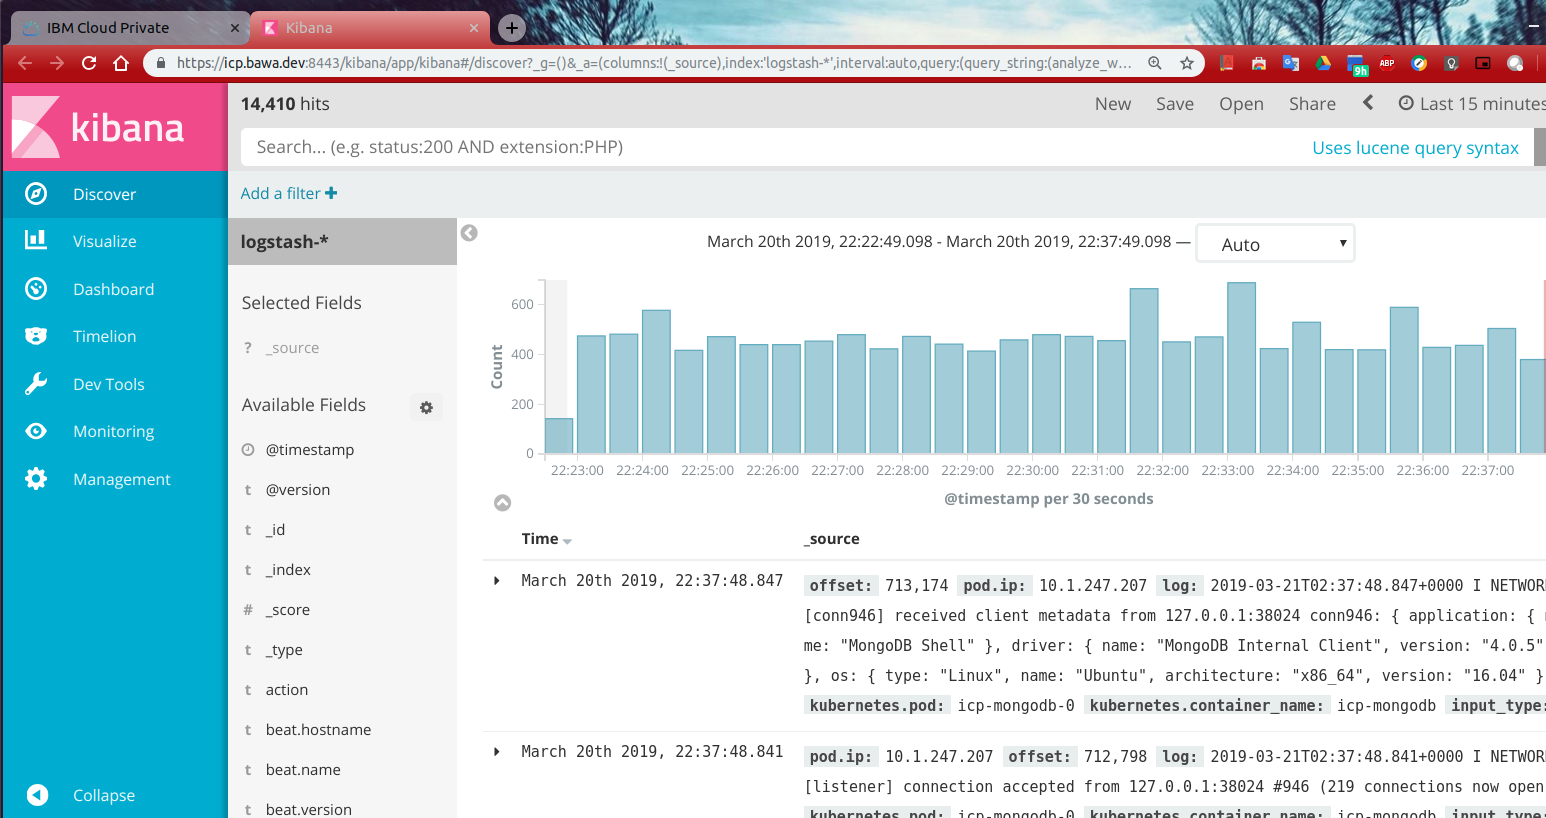 IBM Cloud Private
Kibana
https://icp.bawa.dev:8443/kibana/app/kibana#/discover?_g=()&_a=(columns:!(_source),index:'logstash-*',interval:auto,query:(query_string:(analyze_w...
9h
ABP
kibana
Discover
Visualize
Dashboard
Timelion
Dev Tools
Monitoring
Management
Collapse
14,410 hits
New Save Open Share Last 15 minutes
Search... (e.g. status:200 AND extension:PHP)
Uses lucene query syntax
Add a filter +
logstash-*
Selected Fields
? _source
Available Fields
@timestamp
t @version
t _id
t _index
# _score
t _type
t action
t beat.hostname
t beat.name
t beat.version
March 20th 2019, 22:22:49.098 - March 20th 2019, 22:37:49.098 — Auto
Count
600
400
200
0
22:23:00 22:24:00 22:25:00 22:26:00 22:27:00 22:28:00 22:29:00 22:30:00 22:31:00 22:32:00 22:33:00 22:34:00 22:35:00 22:36:00 22:37:00
@timestamp per 30 seconds
Time _source
March 20th 2019, 22:37:48.847
offset: 713,174 pod.ip: 10.1.247.207 log: 2019-03-21T02:37:48.847+0000 I NETWORK
[conn946] received client metadata from 127.0.0.1:38024 conn946: { application: {
me: "MongoDB Shell" }, driver: { name: "MongoDB Internal Client", version: "4.0.5"
}, os: { type: "Linux", name: "Ubuntu", architecture: "x86_64", version: "16.04" }
kubernetes.pod: icp-mongodb-0 kubernetes.container_name: icp-mongodb input_type:
March 20th 2019, 22:37:48.841
pod.ip: 10.1.247.207 offset: 712,798 log: 2019-03-21T02:37:48.841+0000 I NETWORK
[listener] connection accepted from 127.0.0.1:38024 #946 (219 connections now open
kubernetes.pod: icp-mongodb-0 kubernetes.container_name: icp-mongodb input_type: